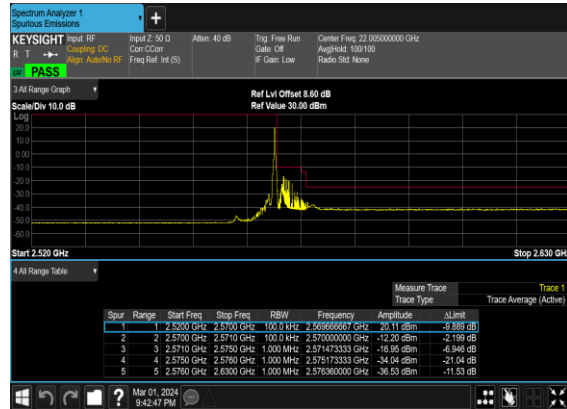 Spectrum Analyzer 1
Spurious Emissions
KEYSIGHT Input: RF Input Z: 50 Ω Atten: 40 dB Trig: Free Run Center Freq: 22.005000000 GHz
R T Coupling: DC Corr CCorr Gate: Off Avg|Hold: 100/100
Align: Auto/No RF Freq Ref: Int (S) IF Gain: Low Radio Std: None
LXI PASS
3 All Range Graph
Ref Lvl Offset 8.60 dB
Scale/Div 10.0 dB Ref Value 30.00 dBm
Log
20.0
10.0
0.00
-10.0
-20.0
-30.0
-40.0
-50.0
-60.0
Start 2.520 GHz Stop 2.630 GHz
4 All Range Table
Measure Trace Trace 1
Trace Type Trace Average (Active)
Spur Range Start Freq Stop Freq RBW Frequency Amplitude ΔLimit
1 1 2.5200 GHz 2.5700 GHz 100.0 kHz 2.569666667 GHz 20.11 dBm -9.889 dB
2 2 2.5700 GHz 2.5710 GHz 100.0 kHz 2.570000000 GHz -12.20 dBm -2.199 dB
3 3 2.5710 GHz 2.5750 GHz 1.000 MHz 2.571473333 GHz -16.95 dBm -6.946 dB
4 4 2.5750 GHz 2.5760 GHz 1.000 MHz 2.575173333 GHz -34.04 dBm -21.04 dB
5 5 2.5760 GHz 2.6300 GHz 1.000 MHz 2.576360000 GHz -36.53 dBm -11.53 dB
Mar 01, 2024
9:42:47 PM